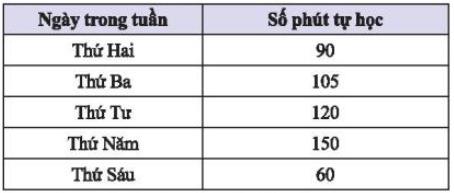 Ngày trong tuần Số phút tự học
Thứ Hai 90
Thứ Ba 105
Thứ Tư 120
Thứ Năm 150
Thứ Sáu 60